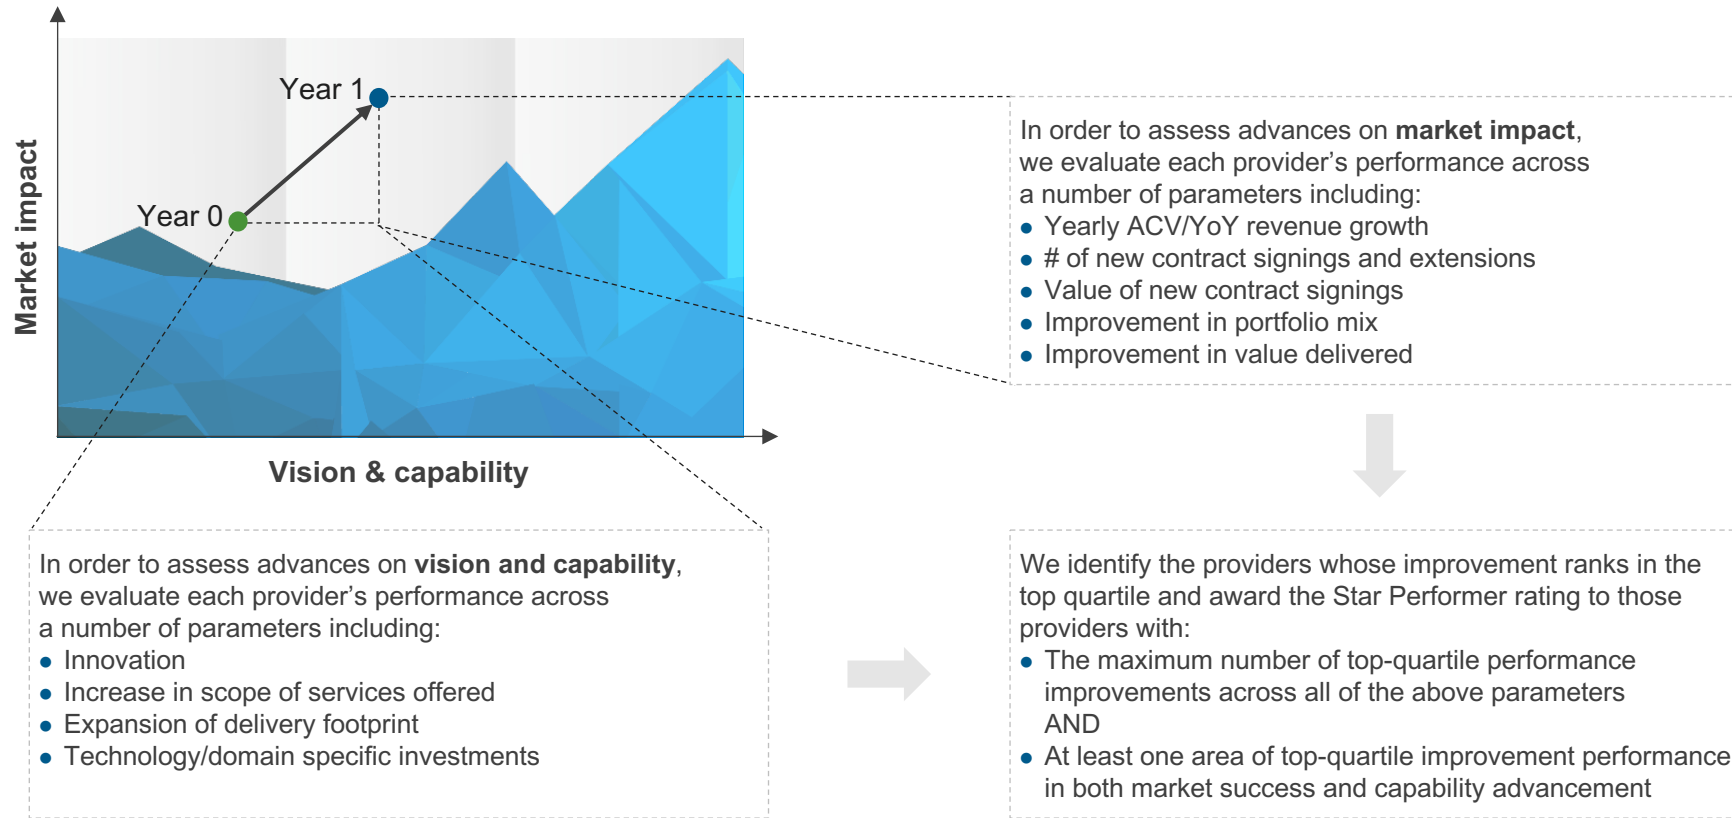 Year 1
Year 0
Market impact
Vision & capability
In order to assess advances on market impact,
we evaluate each provider’s performance across
a number of parameters including:
● Yearly ACV/YoY revenue growth
● # of new contract signings and extensions
● Value of new contract signings
● Improvement in portfolio mix
● Improvement in value delivered
In order to assess advances on vision and capability,
we evaluate each provider’s performance across
a number of parameters including:
● Innovation
● Increase in scope of services offered
● Expansion of delivery footprint
● Technology/domain specific investments
We identify the providers whose improvement ranks in the
top quartile and award the Star Performer rating to those
providers with:
● The maximum number of top-quartile performance
improvements across all of the above parameters
AND
● At least one area of top-quartile improvement performance
in both market success and capability advancement